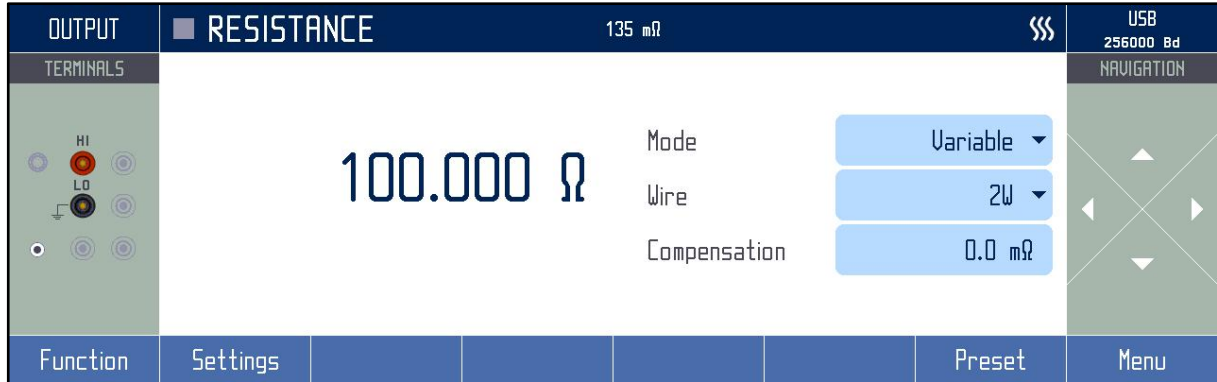 OUTPUT
RESISTANCE
135 mΩ
USB
256000 Bd
TERMINALS
NAVIGATION
HI
LO
100.000 Ω
Mode
Variable
Wire
2W
Compensation
0.0 mΩ
Function
Settings
Preset
Menu